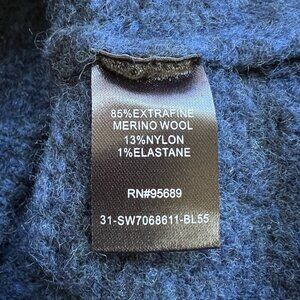 85%EXTRAFINE
MERINO WOOL
13%NYLON
1%ELASTANE
RN#95689
31-SW7068611-BL55